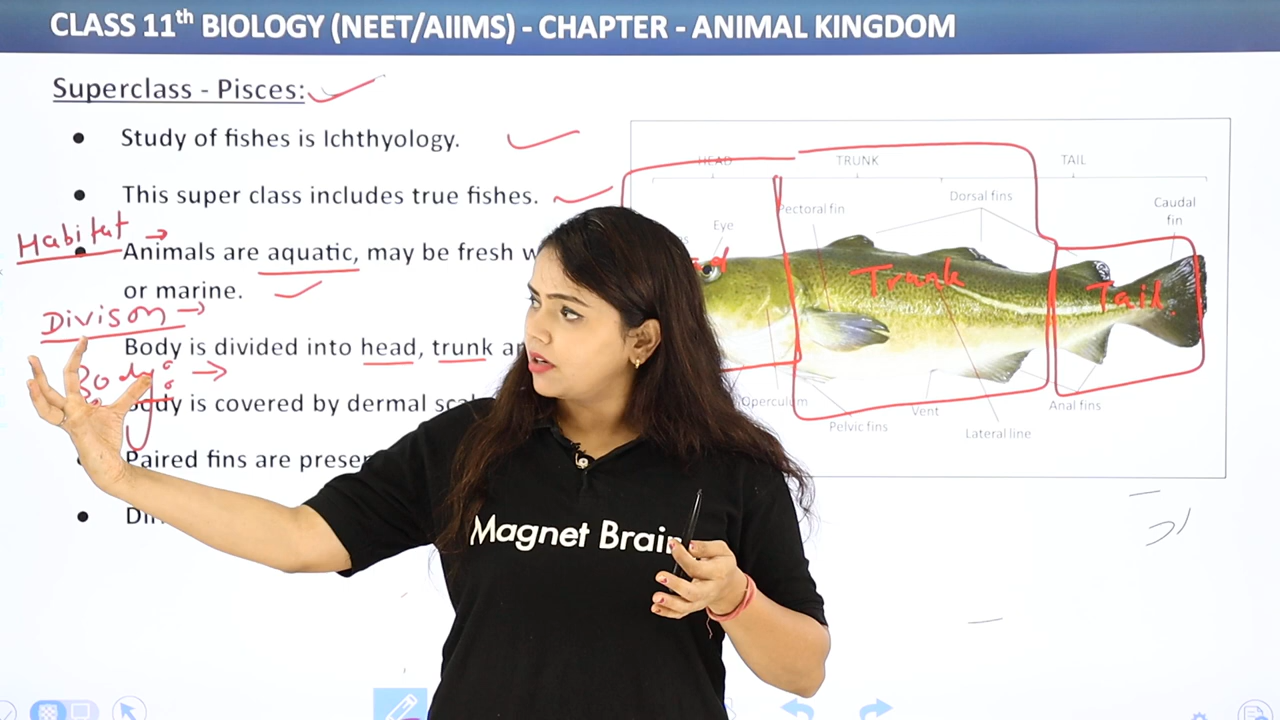 CLASS 11th BIOLOGY (NEET/AIIMS) - CHAPTER - ANIMAL KINGDOM
Superclass - Pisces:
• Study of fishes is Ichthyology.
• This super class includes true fishes.
Habitat →
• Animals are aquatic, may be fresh w
or marine.
Divison →
Body is divided into head, trunk
Body →
Body is covered by dermal
• Paired fins are
•
HEAD TRUNK TAIL
Dorsal fins
Pectoral fin
Caudal
fin
Eye
Trunk
Tail
Operculum
Pelvic fins
Vent
Lateral line
Anal fins
Magnet Brain